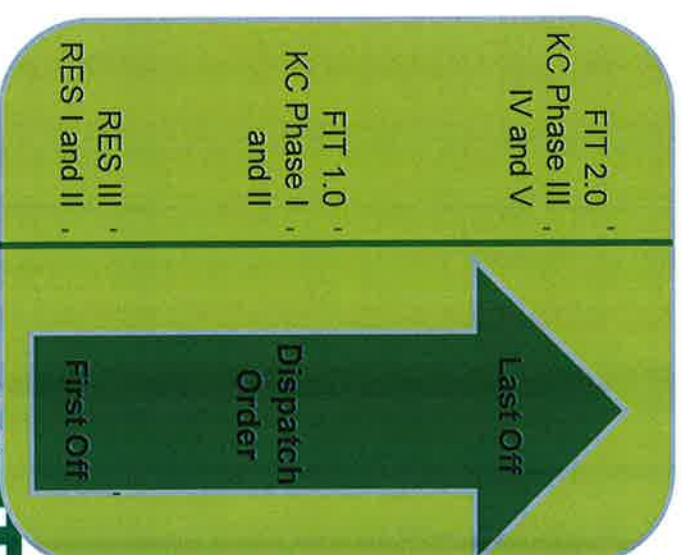 FIT 2.0 -
KC Phase III -
IV and V
FIT 1.0 -
KC Phase I -
and II
RES III -
RES I and II -
Last Off
Dispatch
Order
First Off